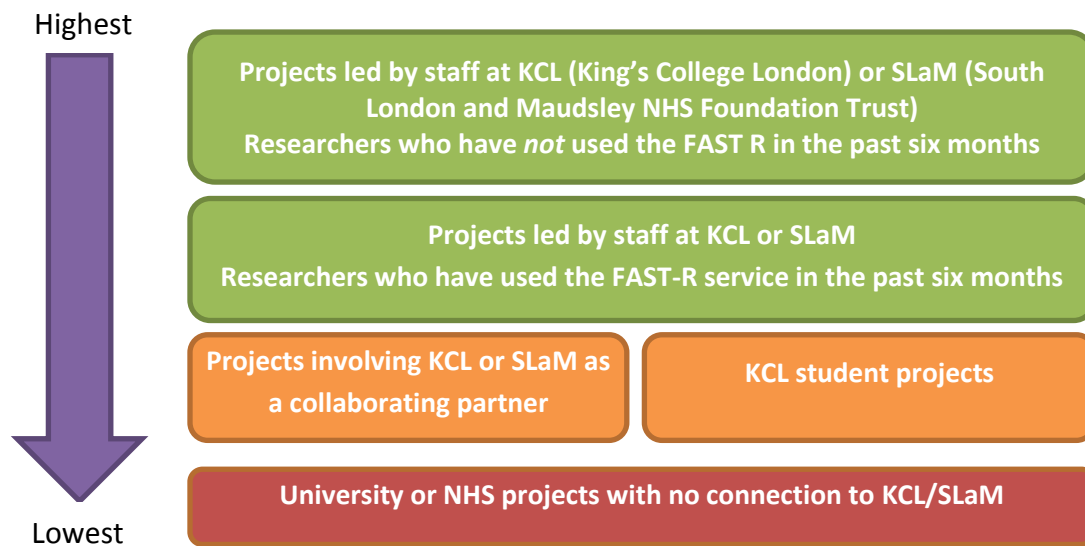 Highest
Projects led by staff at KCL (King’s College London) or SLaM (South
London and Maudsley NHS Foundation Trust)
Researchers who have not used the FAST R in the past six months
Projects led by staff at KCL or SLaM
Researchers who have used the FAST-R service in the past six months
Projects involving KCL or SLaM as
a collaborating partner
KCL student projects
University or NHS projects with no connection to KCL/SLaM
Lowest